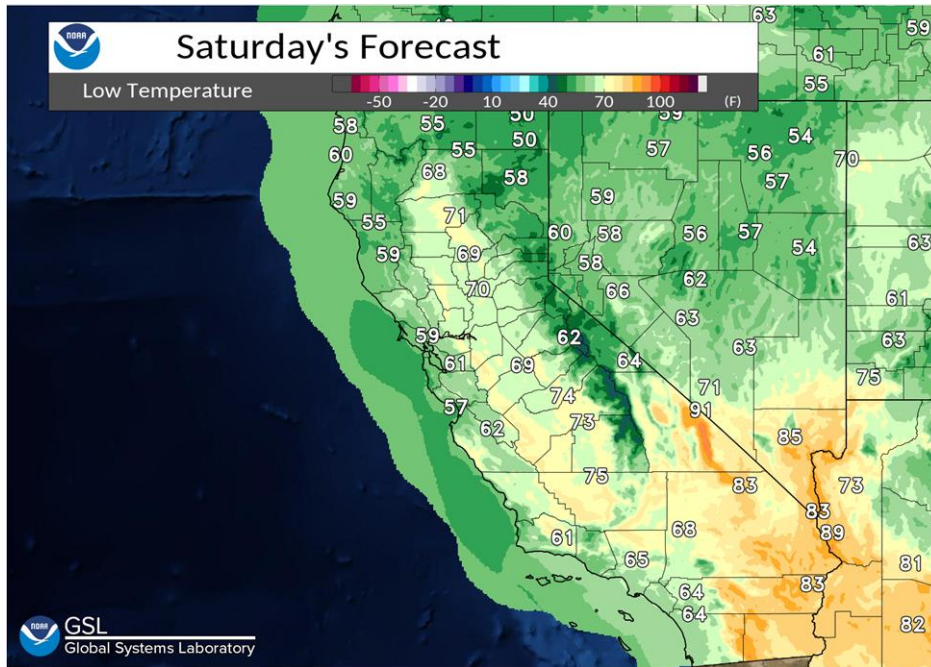 NOAA
Saturday's Forecast
Low Temperature
-50 -20 10 40 70 100 (F)
63
59
61
55
58 55 50 59
54
60 55 50 57 56 70
68 58 57
59 59
71
55 60 58 56 57 63
59 69 58 54
62
70 66 61
63
59 62 63 63
61 69 64
75
71
57 74 91
62 73 85
75 83 73
83
68 89
61
65 81
83
64
64 82
NOAA
GSL
Global Systems Laboratory